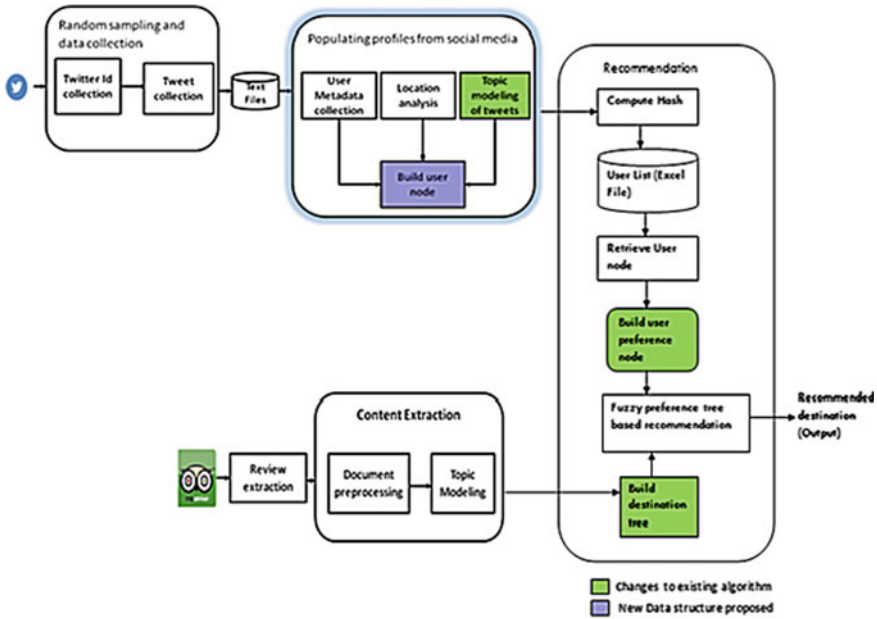 Random sampling and
data collection
Twitter Id
collection
Tweet
collection
Text
Files
Populating profiles from social media
User
Metadata
collection
Location
analysis
Topic
modeling
of tweets
Build user
node
Recommendation
Compute Hash
User List (Excel
File)
Retrieve User
node
Build user
preference
node
Fuzzy preference tree
based recommendation
Recommended
destination
(Output)
Build
destination
tree
Content Extraction
Review
extraction
Document
preprocessing
Topic
Modeling
Changes to existing algorithm
New Data structure proposed